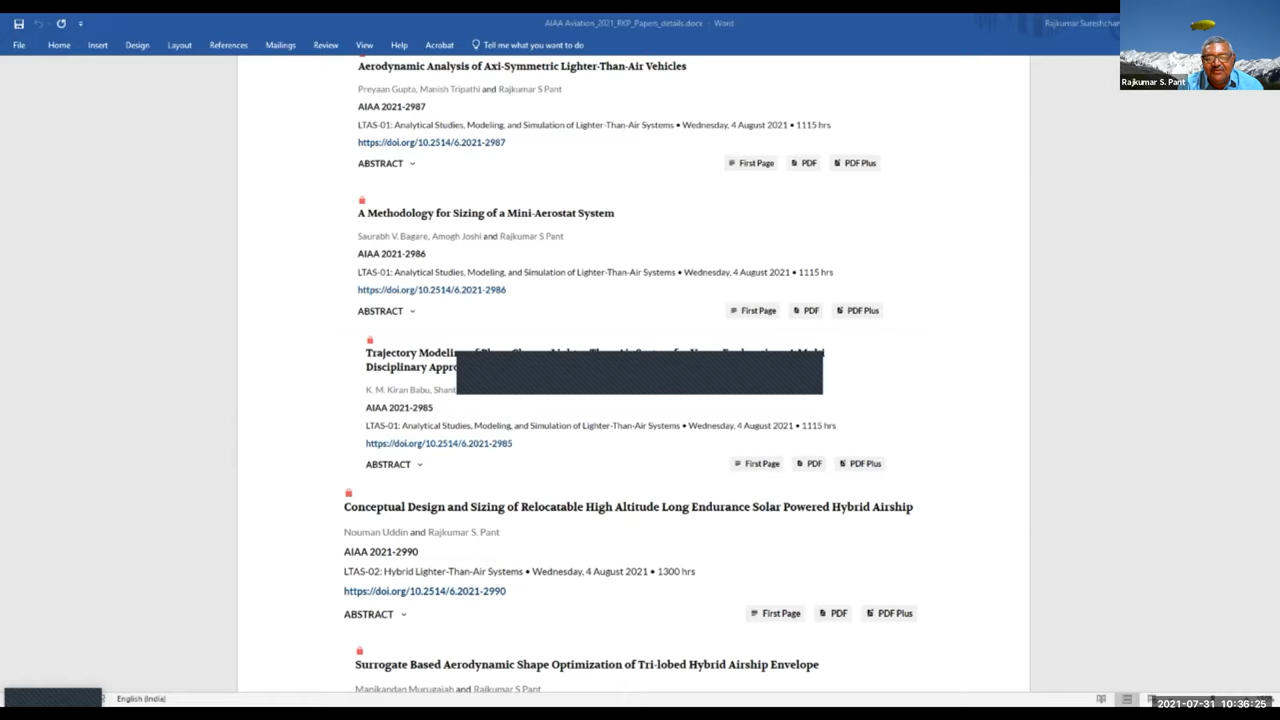 AIAA Aviation_2021_RKP_Papers_details.docx - Word
Rajkumar Sureshchan
File Home Insert Design Layout References Mailings Review View Help Acrobat Tell me what you want to do
Rajkumar S. Pant
Aerodynamic Analysis of Axi-Symmetric Lighter-Than-Air Vehicles
Preyaan Gupta, Manish Tripathi and Rajkumar S Pant
AIAA 2021-2987
LTAS-01: Analytical Studies, Modeling, and Simulation of Lighter-Than-Air Systems • Wednesday, 4 August 2021 • 1115 hrs
https://doi.org/10.2514/6.2021-2987
ABSTRACT First Page PDF PDF Plus
A Methodology for Sizing of a Mini-Aerostat System
Saurabh V. Bagare, Amogh Joshi and Rajkumar S Pant
AIAA 2021-2986
LTAS-01: Analytical Studies, Modeling, and Simulation of Lighter-Than-Air Systems • Wednesday, 4 August 2021 • 1115 hrs
https://doi.org/10.2514/6.2021-2986
ABSTRACT First Page PDF PDF Plus
Trajectory
Disciplinary
K. M. Kiran Babu,
AIAA 2021-2985
LTAS-01: Analytical Studies, Modeling, and Simulation of Lighter-Than-Air Systems • Wednesday, 4 August 2021 • 1115 hrs
https://doi.org/10.2514/6.2021-2985
ABSTRACT First Page PDF PDF Plus
Conceptual Design and Sizing of Relocatable High Altitude Long Endurance Solar Powered Hybrid Airship
Nouman Uddin and Rajkumar S. Pant
AIAA 2021-2990
LTAS-02: Hybrid Lighter-Than-Air Systems • Wednesday, 4 August 2021 • 1300 hrs
https://doi.org/10.2514/6.2021-2990
ABSTRACT First Page PDF PDF Plus
Surrogate Based Aerodynamic Shape Optimization of Tri-lobed Hybrid Airship Envelope
Manikandan Murugaiah and Rajkumar S Pant
English (India)
2021-07-31 10:36:25